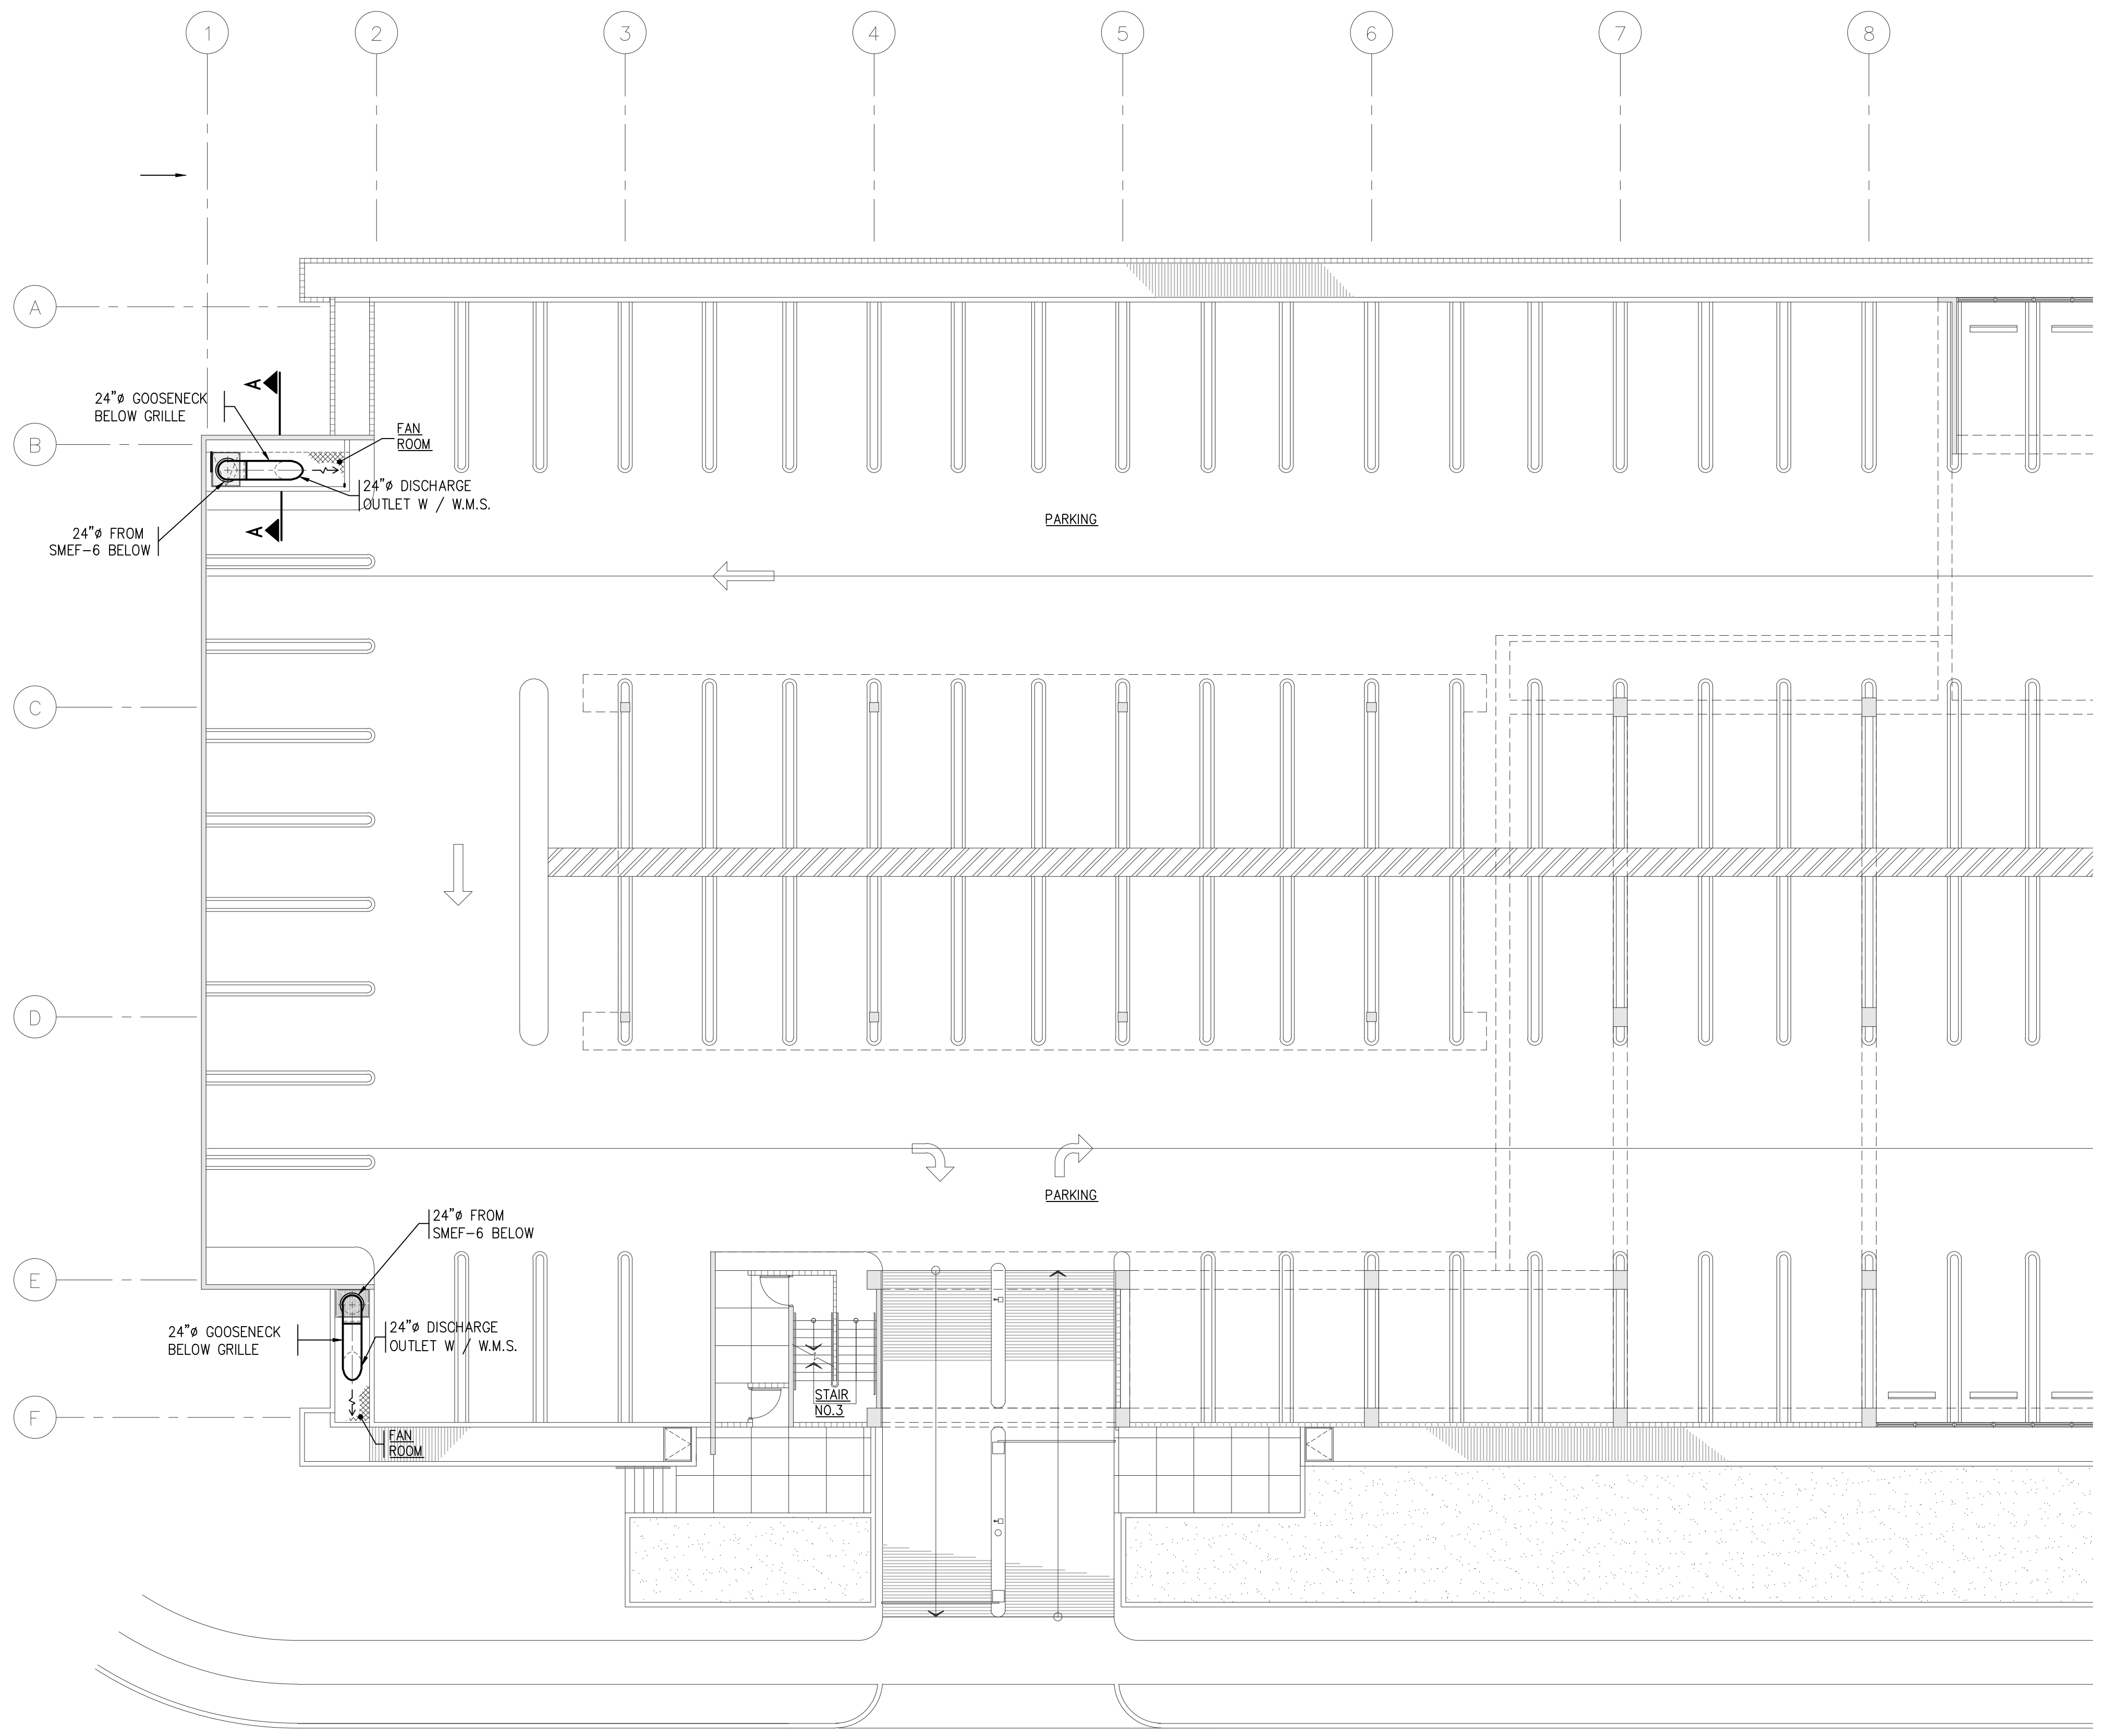 1
2
3
4
5
6
7
8
A
B
C
D
E
F
24"ø GOOSENECK
BELOW GRILLE
A
FAN
ROOM
24"ø DISCHARGE
OUTLET W / W.M.S.
A
24"ø FROM
SMEF-6 BELOW
PARKING
PARKING
24"ø FROM
SMEF-6 BELOW
24"ø GOOSENECK
BELOW GRILLE
24"ø DISCHARGE
OUTLET W / W.M.S.
STAIR
NO.3
FAN
ROOM